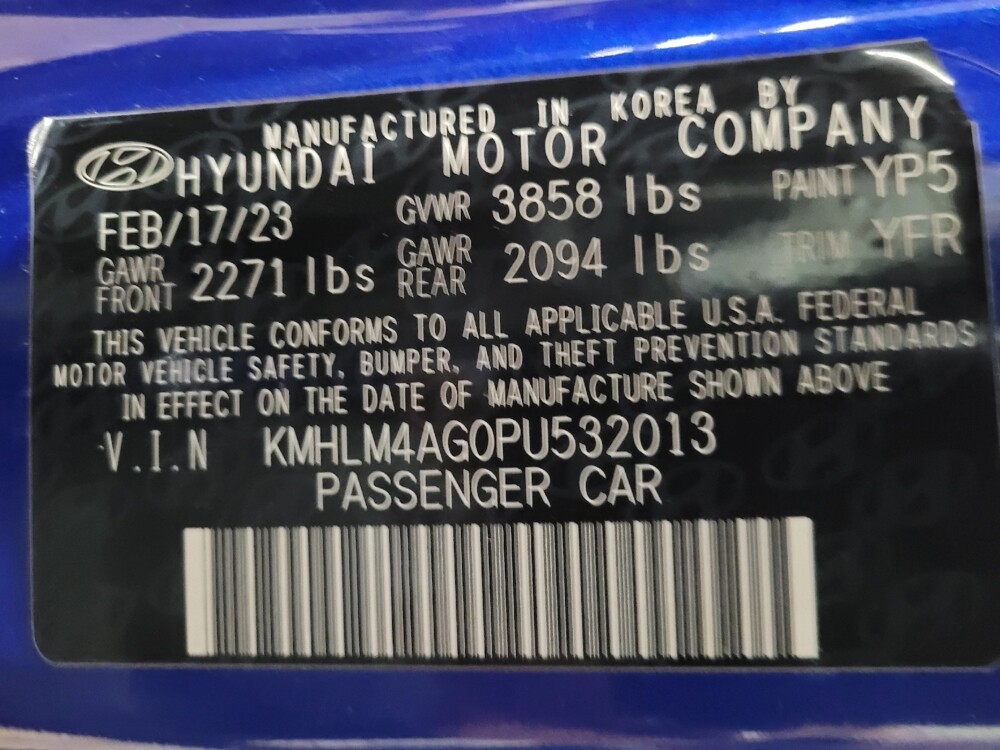 MANUFACTURED IN KOREA BY
HYUNDAI MOTOR COMPANY
FEB/17/23 GVWR 3858 lbs PAINT YP5
GAWR FRONT 2271 lbs GAWR REAR 2094 lbs TRIM YFR
THIS VEHICLE CONFORMS TO ALL APPLICABLE U.S.A. FEDERAL
MOTOR VEHICLE SAFETY, BUMPER, AND THEFT PREVENTION STANDARDS
IN EFFECT ON THE DATE OF MANUFACTURE SHOWN ABOVE
V.I.N KMHLM4AG0PU532013
PASSENGER CAR